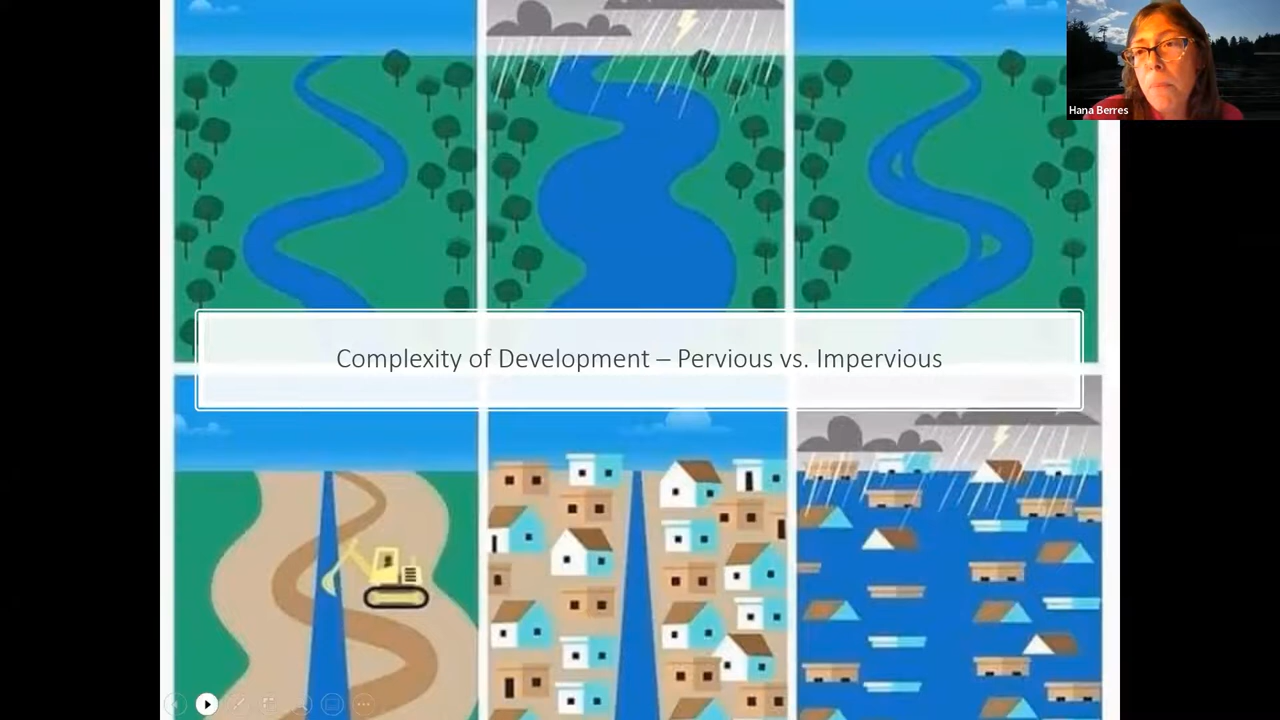 Hana Berres
Complexity of Development – Pervious vs. Impervious